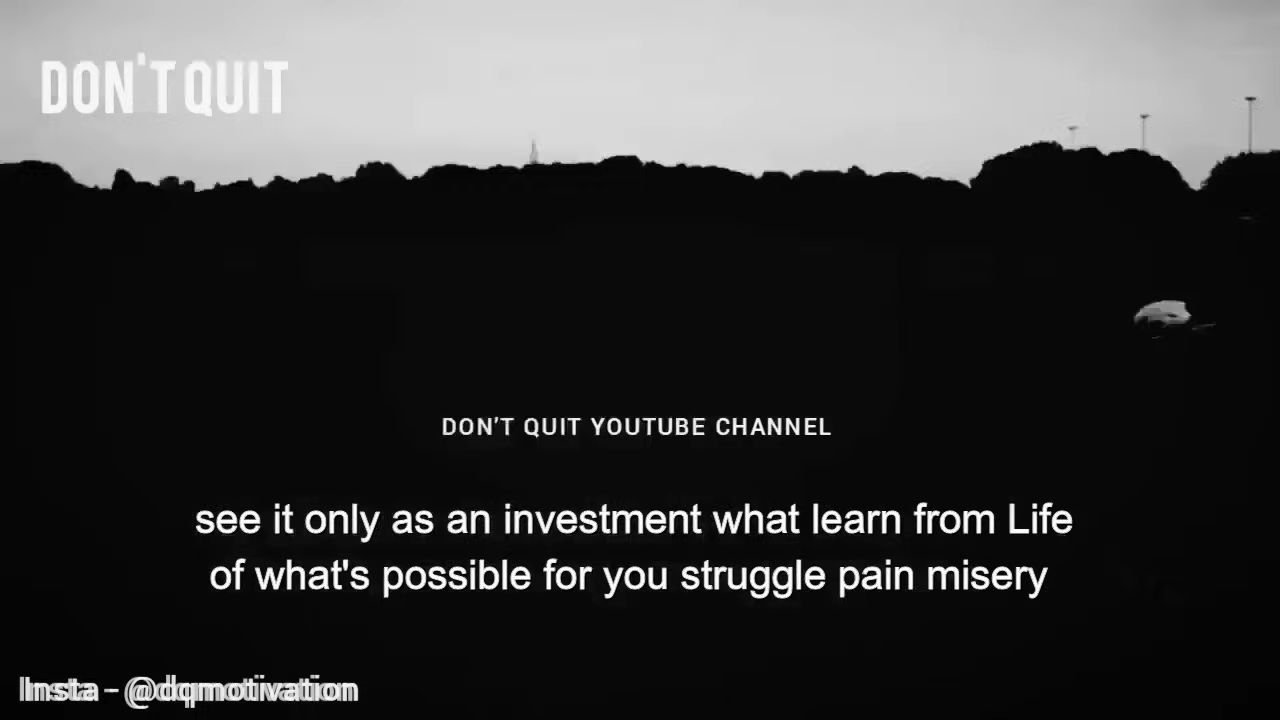 DON'T QUIT
DON'T QUIT YOUTUBE CHANNEL
see it only as an investment what learn from Life
of what's possible for you struggle pain misery
Insta - @dqmotivation